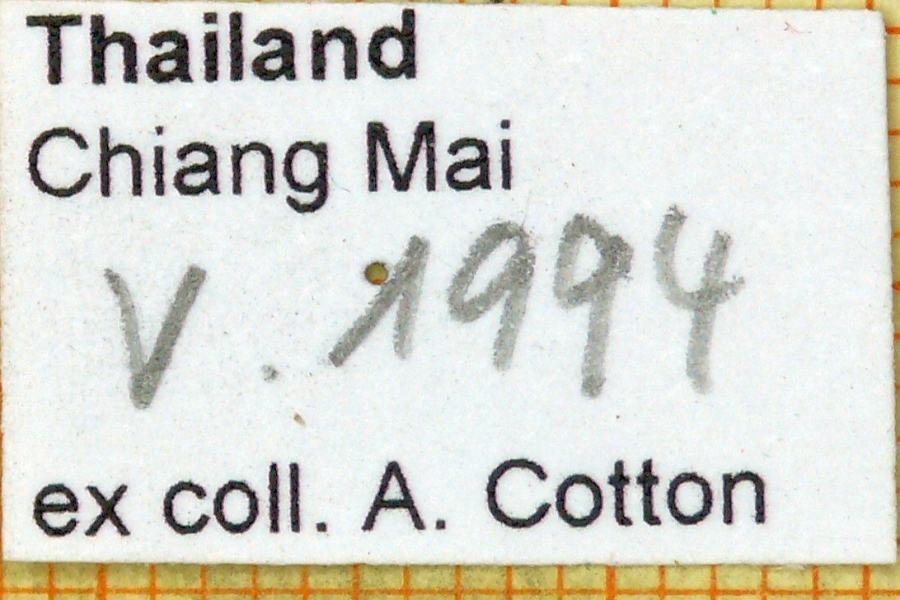 Thailand
Chiang Mai
V. 1994
ex coll. A. Cotton